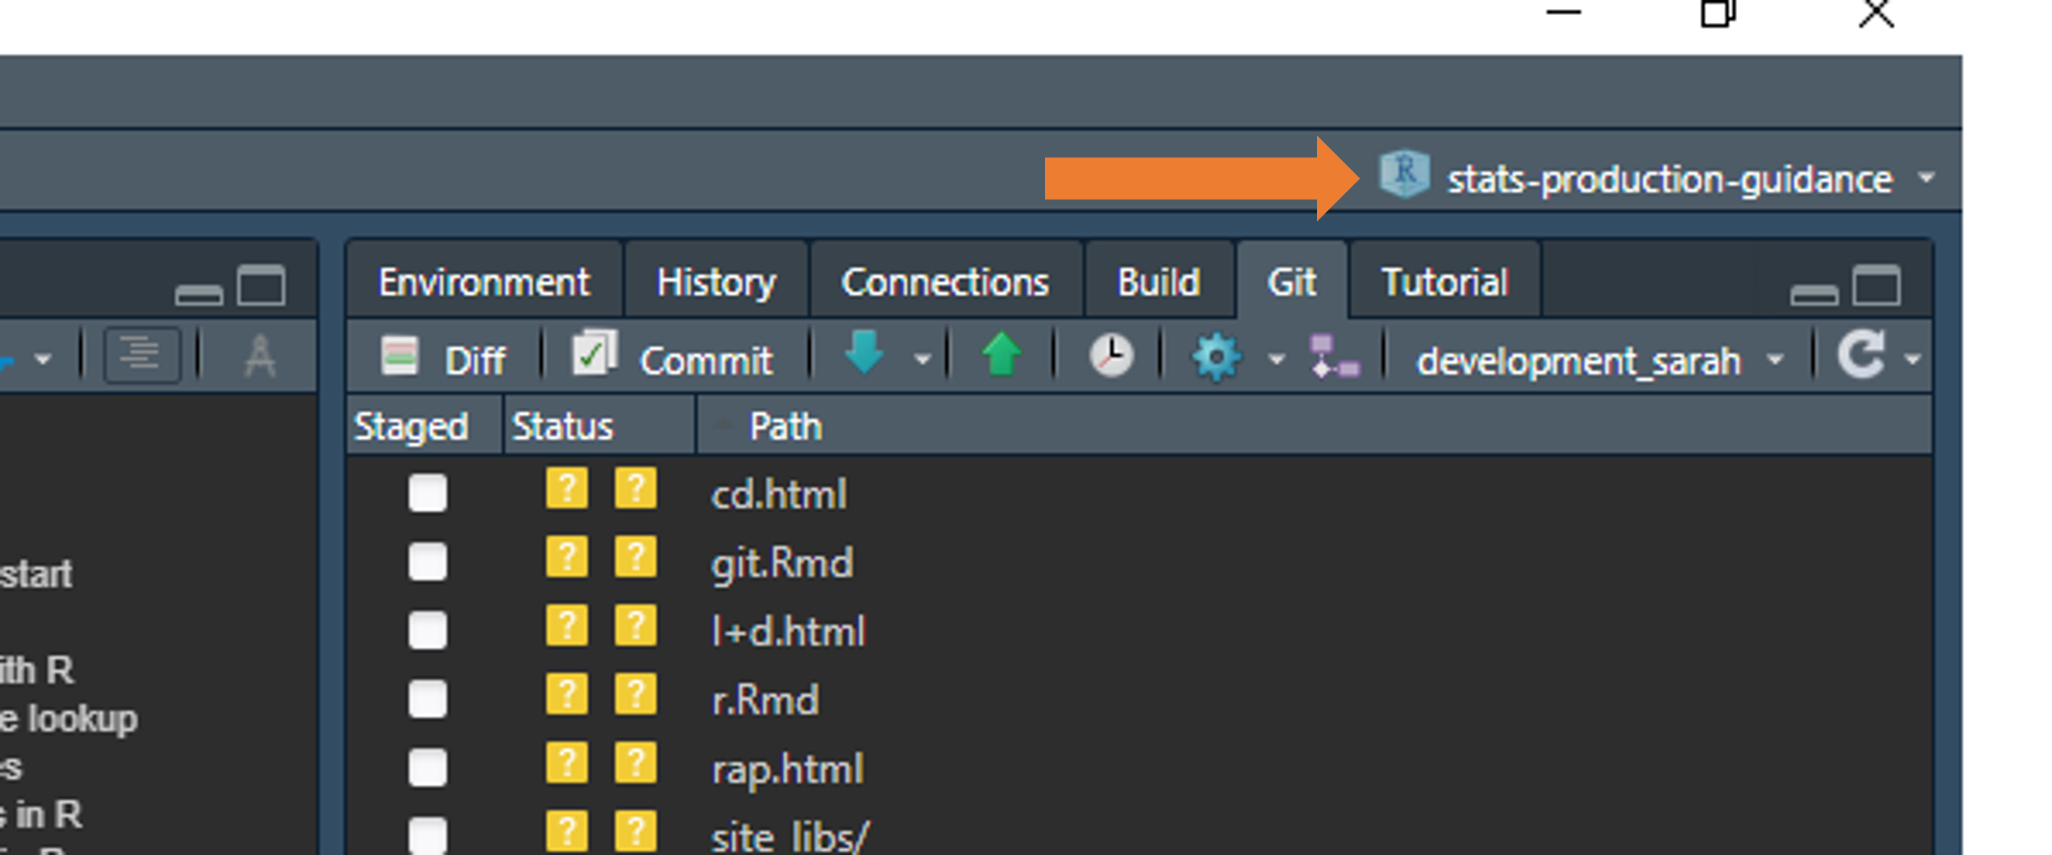 R stats-production-guidance
Environment History Connections Build Git Tutorial
Diff Commit development_sarah
Staged Status Path
? ? cd.html
? ? git.Rmd
start
? ? l+d.html
ith R
? ? r.Rmd
e lookup
? ? rap.html
in R
? ? site_libs/